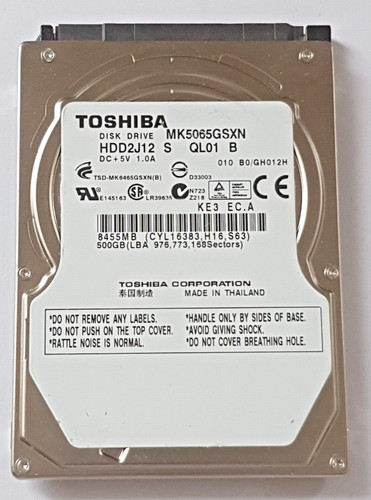 TOSHIBA
DISK DRIVE MK5065GSXN
HDD2J12 S QL01 B
DC+5V 1.0A
010 B0/GH012H
TSD-MK6465GSXN(B) D33003
E145163 LR39635 N723
Z218
KE3 EC.A
8455MB (CYL16383,H16,S63)
500GB(LBA 976,773,168Sectors)
TOSHIBA CORPORATION
泰国制造 MADE IN THAILAND
*DO NOT REMOVE ANY LABELS. *HANDLE ONLY BY SIDES OF BASE.
*DO NOT PUSH ON THE TOP COVER. *AVOID GIVING SHOCK.
*RATTLE NOISE IS NORMAL. *DO NOT COVER BREATHING HOLE.